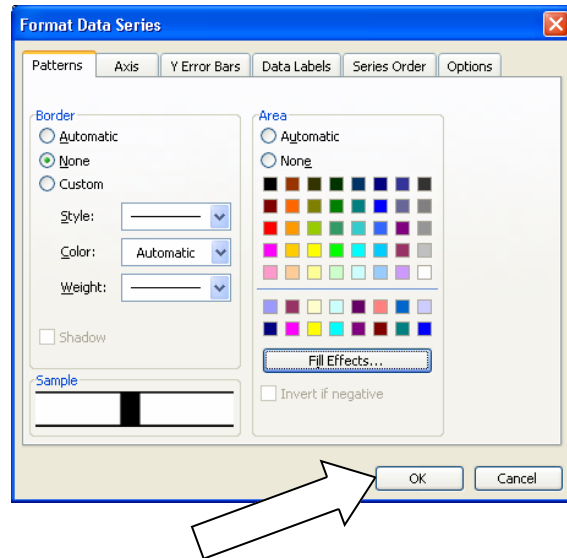 Format Data Series
Patterns Axis Y Error Bars Data Labels Series Order Options
Border
Automatic
None
Custom
Style:
Color: Automatic
Weight:
Shadow
Sample
Area
Automatic
None
Fill Effects...
Invert if negative
OK Cancel